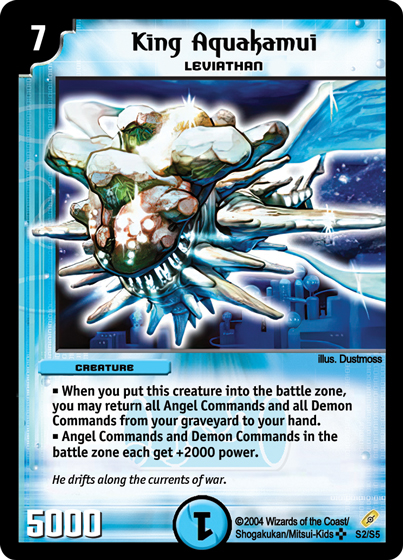 7
King Aquakamui
LEVIATHAN
illus. Dustmoss
CREATURE
▪ When you put this creature into the battle zone,
you may return all Angel Commands and all Demon
Commands from your graveyard to your hand.
▪ Angel Commands and Demon Commands in the
battle zone each get +2000 power.
He drifts along the currents of war.
5000
1
©2004 Wizards of the Coast/
Shogakukan/Mitsui-Kids S2/S5